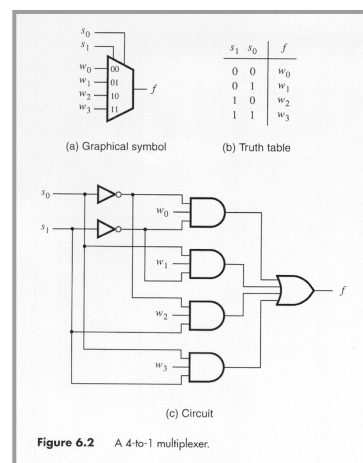 s0
s1
w0 00
w1 01
w2 10
w3 11
f
(a) Graphical symbol
s1 s0 f
0 0 w0
0 1 w1
1 0 w2
1 1 w3
(b) Truth table
s0
w0
s1
w1
f
w2
w3
(c) Circuit
Figure 6.2 A 4-to-1 multiplexer.